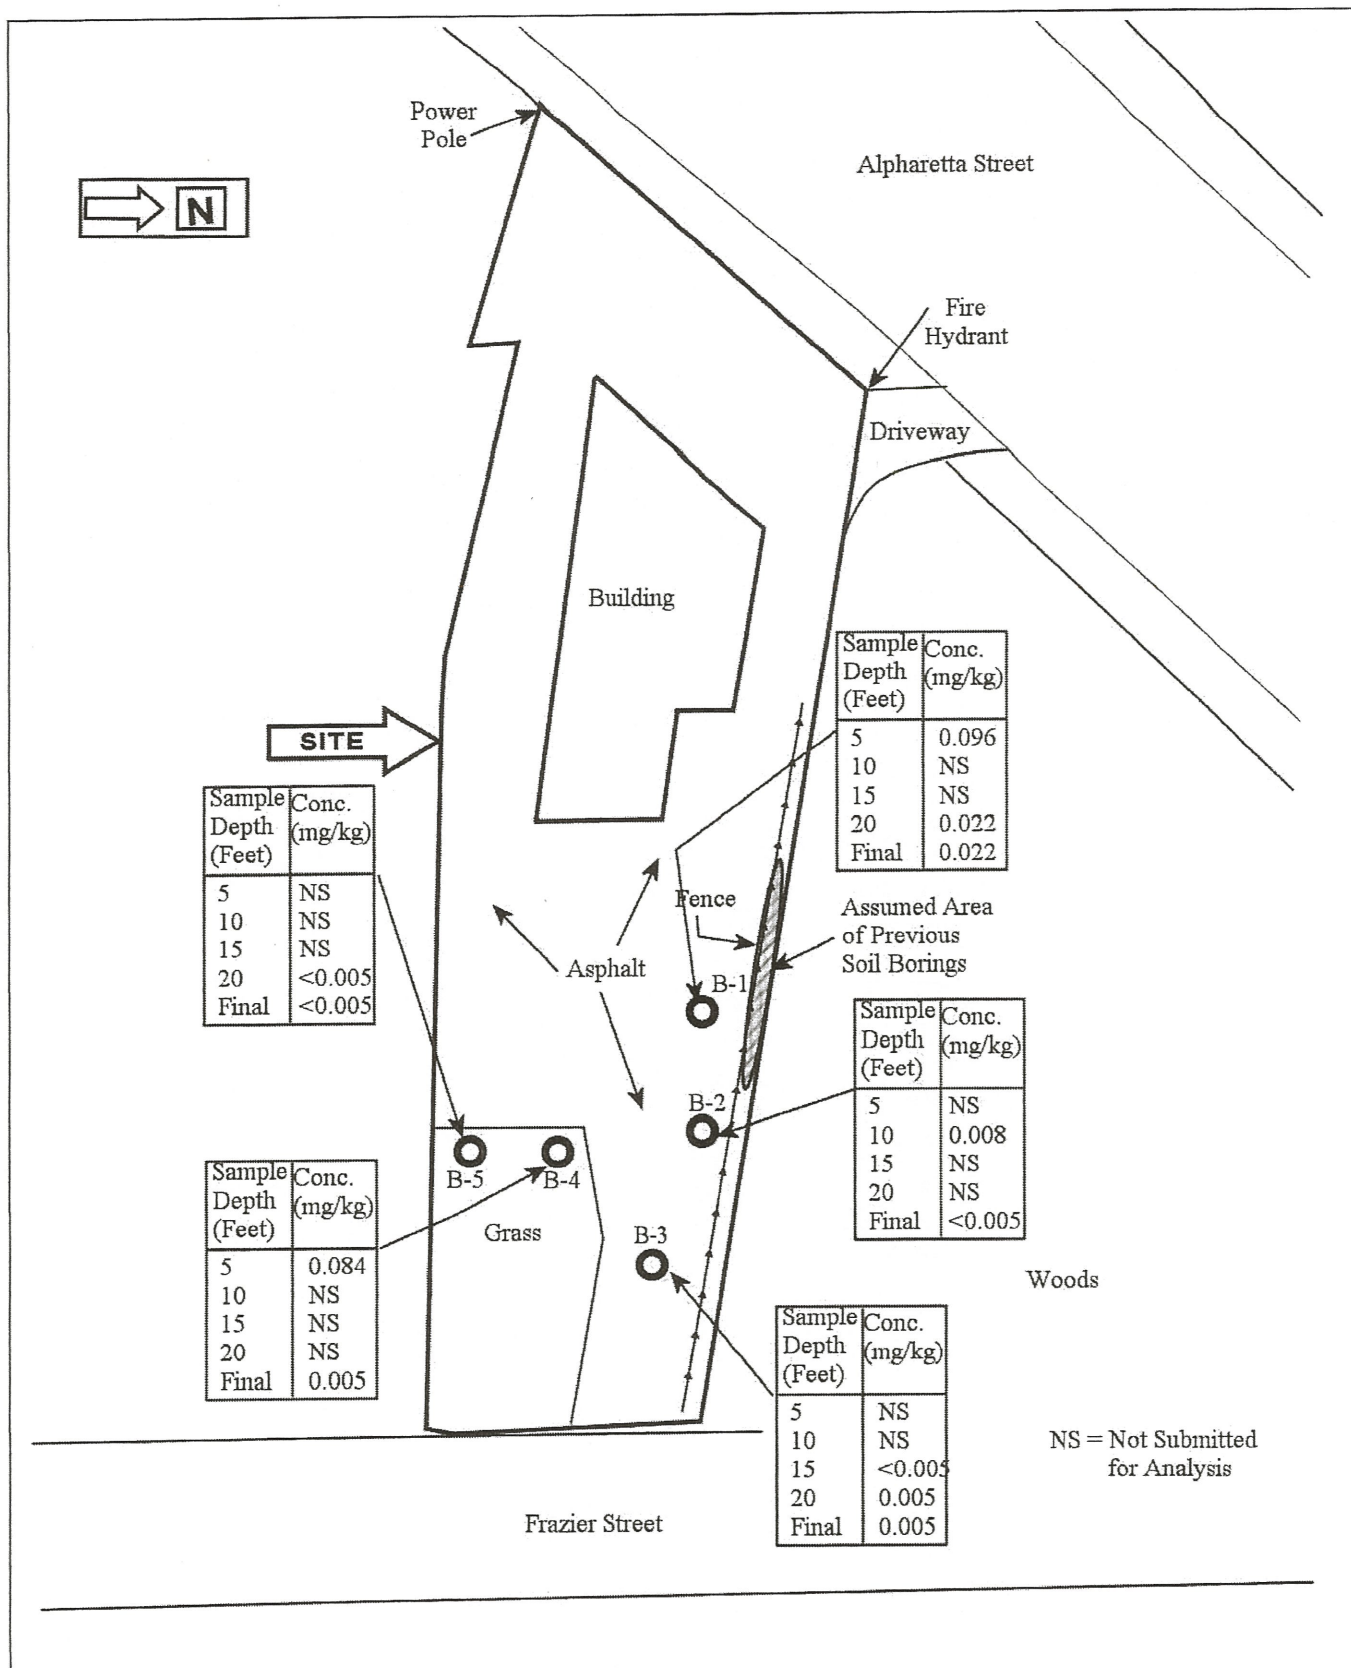 Power
Pole
Alpharetta Street
N
Fire
Hydrant
Driveway
Building
SITE
Sample Depth (Feet) Conc. (mg/kg)
5 0.096
10 NS
15 NS
20 0.022
Final 0.022
Sample Depth (Feet) Conc. (mg/kg)
5 NS
10 NS
15 NS
20 <0.005
Final <0.005
Fence
Assumed Area
of Previous
Soil Borings
Asphalt
B-1
Sample Depth (Feet) Conc. (mg/kg)
5 NS
10 0.008
15 NS
20 NS
Final <0.005
B-2
B-5
B-4
Sample Depth (Feet) Conc. (mg/kg)
5 0.084
10 NS
15 NS
20 NS
Final 0.005
Grass
B-3
Woods
Sample Depth (Feet) Conc. (mg/kg)
5 NS
10 NS
15 <0.005
20 0.005
Final 0.005
NS = Not Submitted
for Analysis
Frazier Street